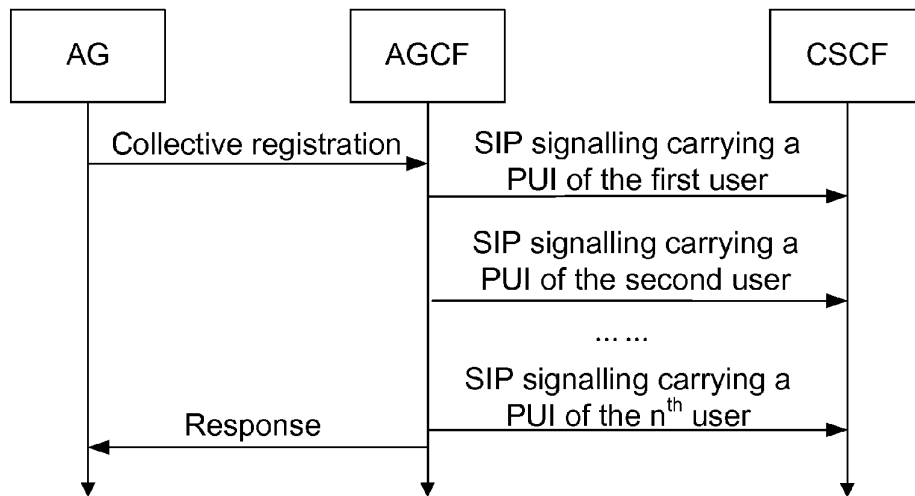 AG
AGCF
CSCF
Collective registration
SIP signalling carrying a
PUI of the first user
SIP signalling carrying a
PUI of the second user
... ...
SIP signalling carrying a
PUI of the nth user
Response